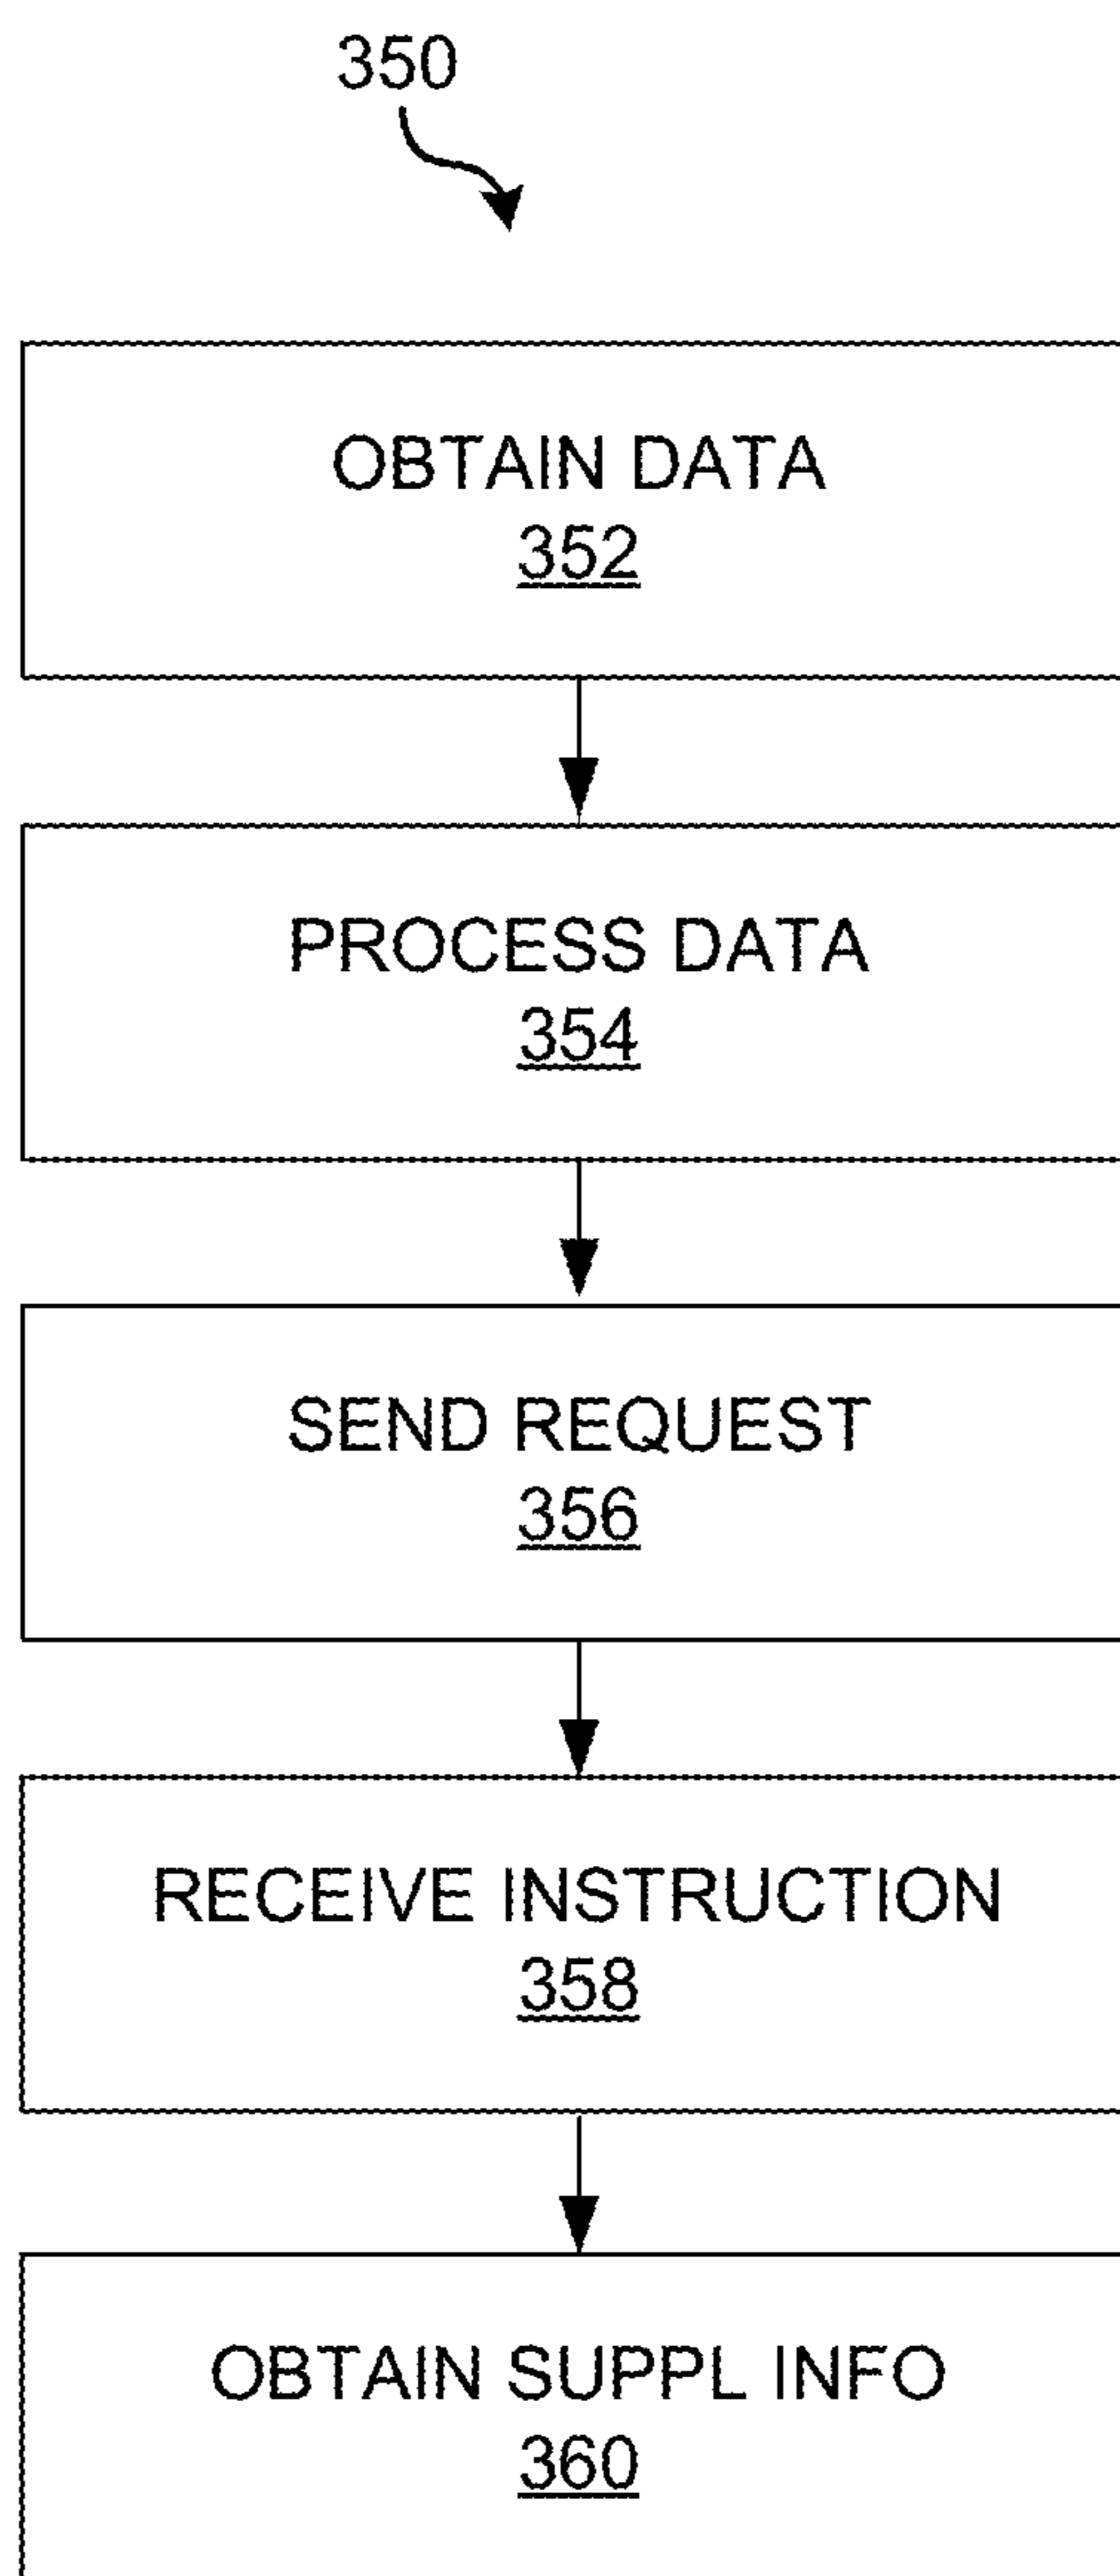 350
OBTAIN DATA
352
PROCESS DATA
354
SEND REQUEST
356
RECEIVE INSTRUCTION
358
OBTAIN SUPPL INFO
360